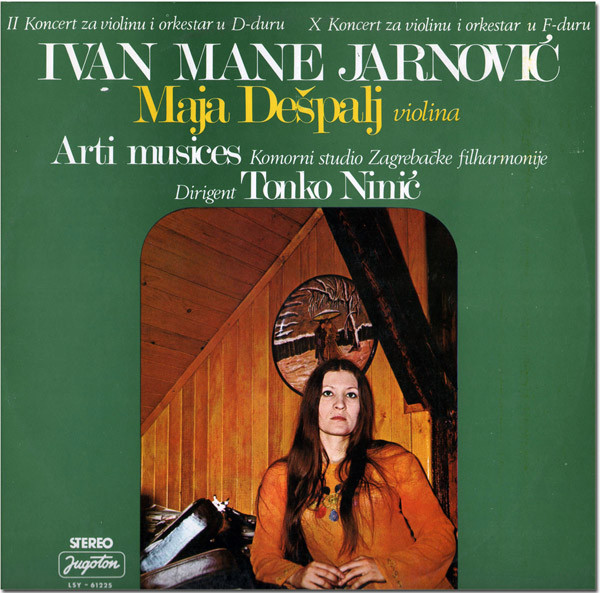 II Koncert za violinu i orkestar u D-duru X Koncert za violinu i orkestar u F-duru
IVAN MANE JARNOVIĆ
Maja Dešpalj violina
Arti musices Komorni studio Zagrebačke filharmonije
Dirigent Tonko Ninić
STEREO
Jugoton
LSY - 61225